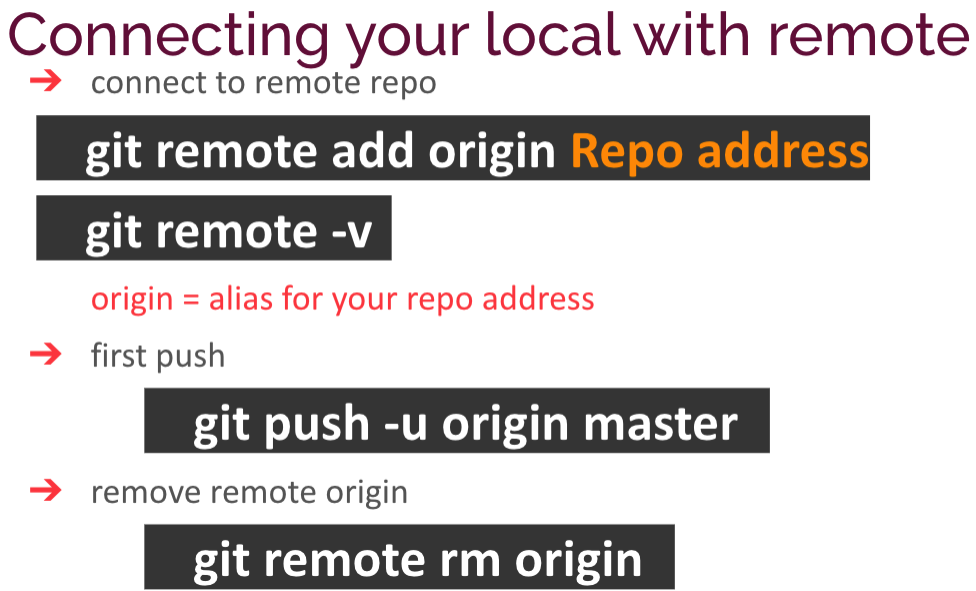 Connecting your local with remote
➔ connect to remote repo
git remote add origin Repo address
git remote -v
origin = alias for your repo address
➔ first push
git push -u origin master
➔ remove remote origin
git remote rm origin